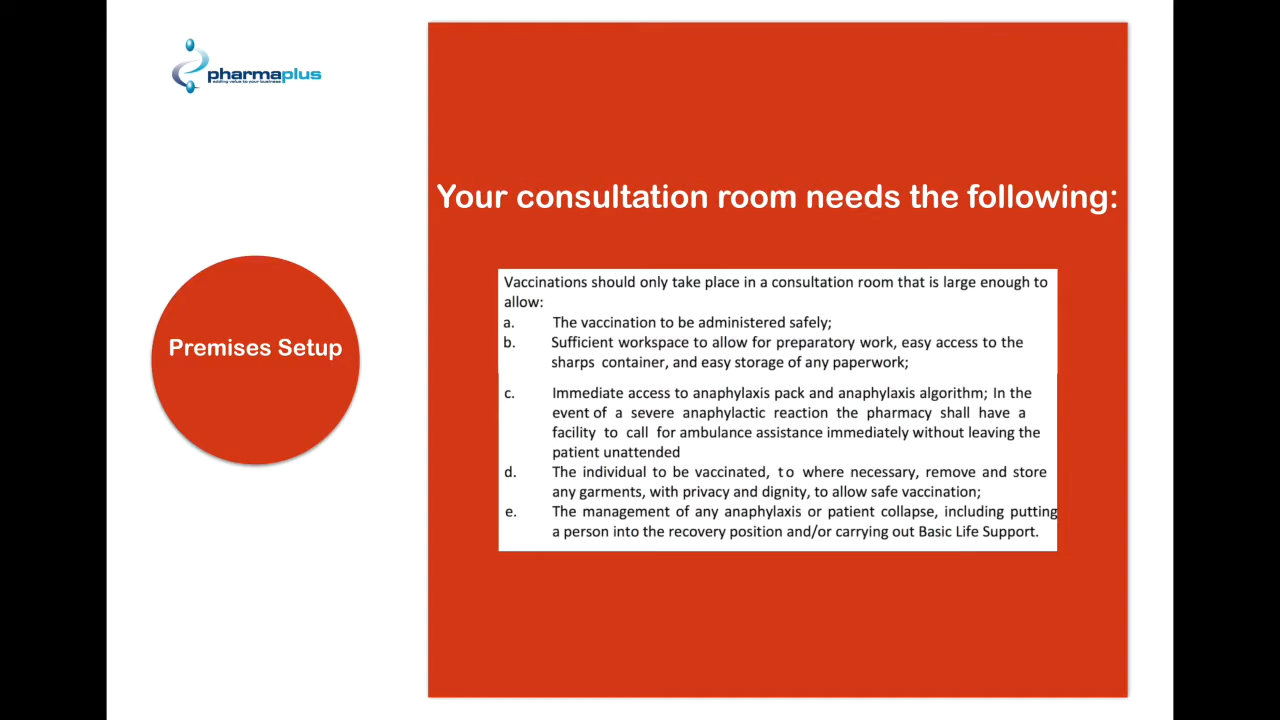 pharmaplus
adding value to your business
Your consultation room needs the following:
Premises Setup
Vaccinations should only take place in a consultation room that is large enough to
allow:
a. The vaccination to be administered safely;
b. Sufficient workspace to allow for preparatory work, easy access to the
sharps container, and easy storage of any paperwork;
c. Immediate access to anaphylaxis pack and anaphylaxis algorithm; In the
event of a severe anaphylactic reaction the pharmacy shall have a
facility to call for ambulance assistance immediately without leaving the
patient unattended
d. The individual to be vaccinated, to where necessary, remove and store
any garments, with privacy and dignity, to allow safe vaccination;
e. The management of any anaphylaxis or patient collapse, including putting
a person into the recovery position and/or carrying out Basic Life Support.